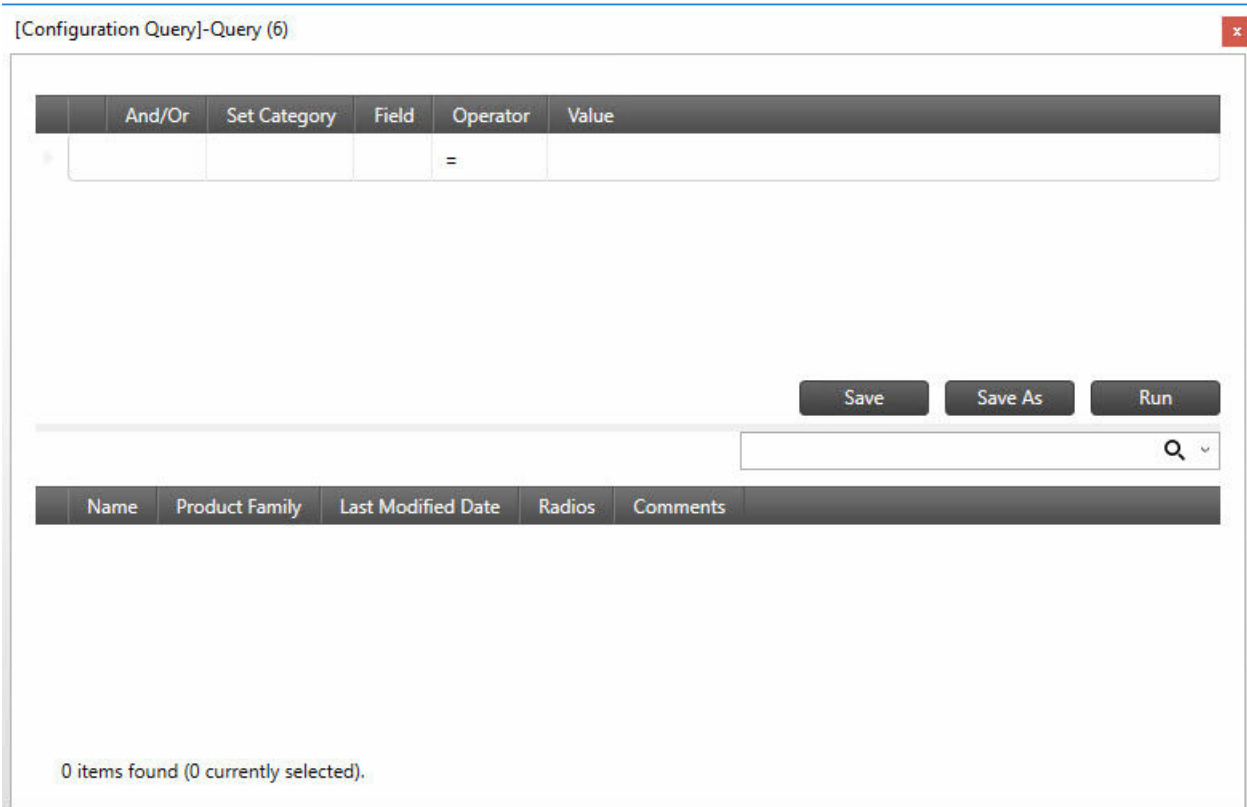 [Configuration Query]-Query (6)
x
And/Or Set Category Field Operator Value
=
Save Save As Run
Name Product Family Last Modified Date Radios Comments
0 items found (0 currently selected).